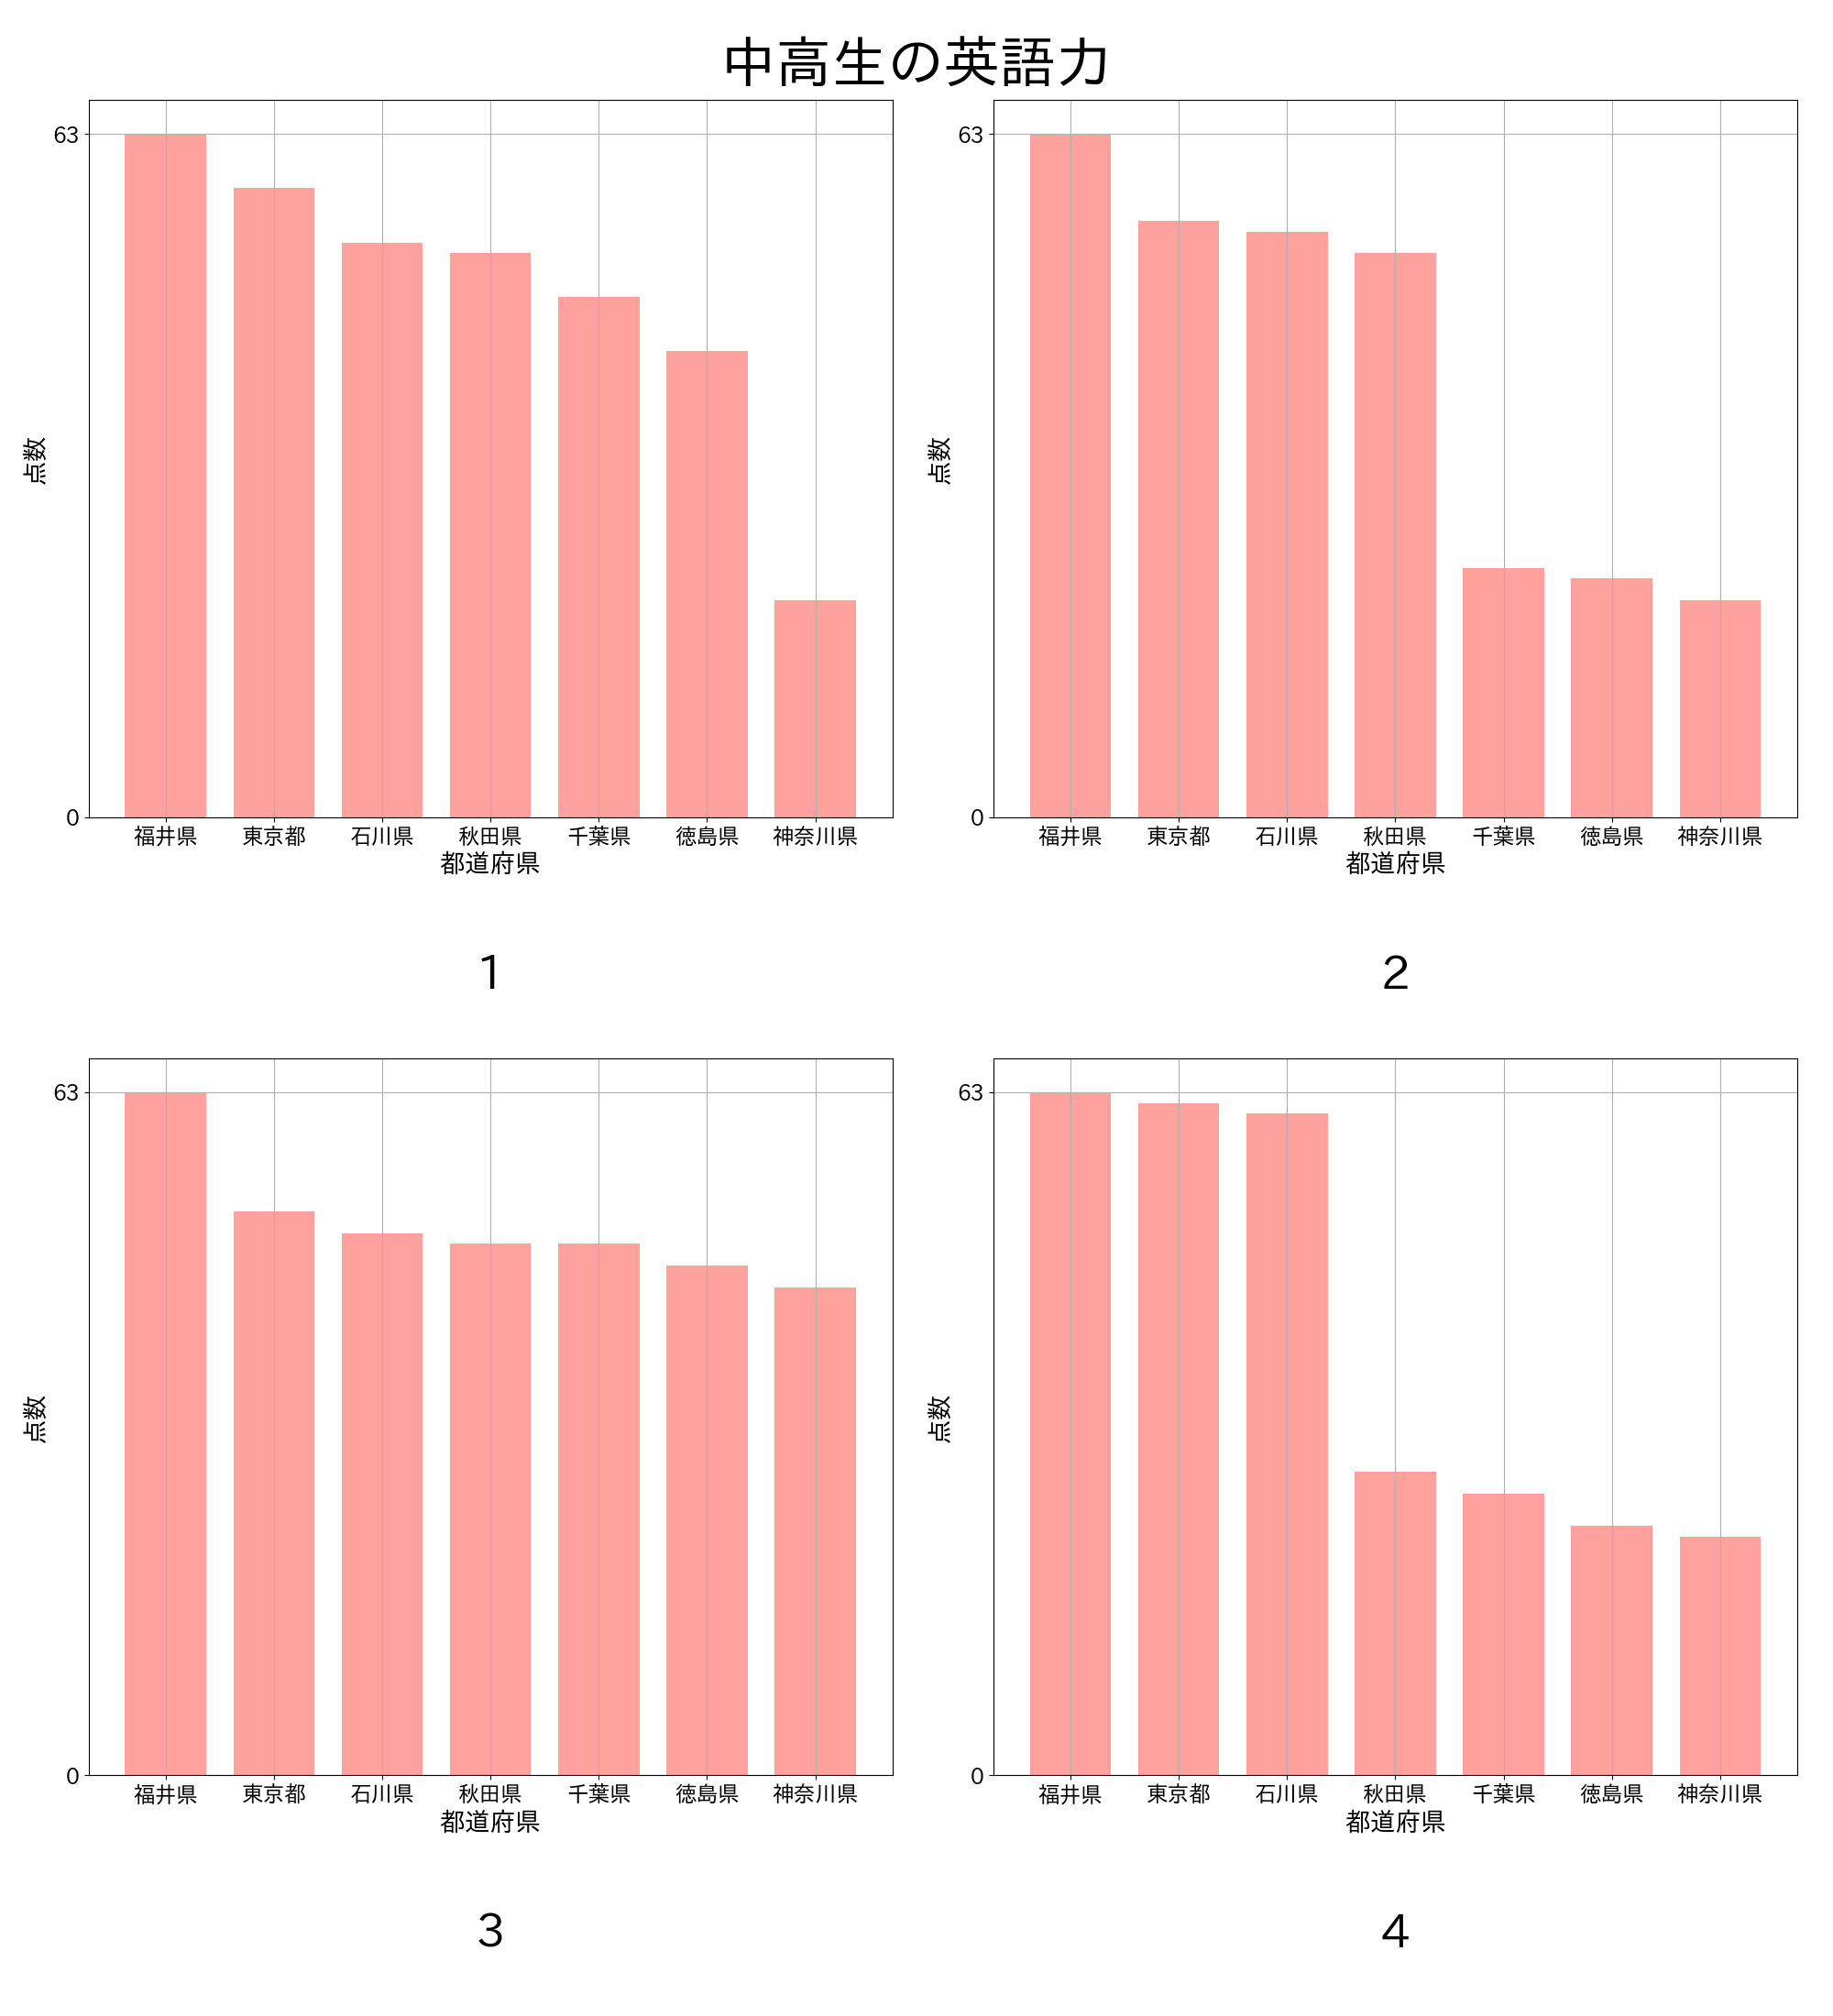 中高生の英語力
63
0
点数
福井県 東京都 石川県 秋田県 千葉県 徳島県 神奈川県
都道府県
1
63
0
点数
福井県 東京都 石川県 秋田県 千葉県 徳島県 神奈川県
都道府県
2
63
0
点数
福井県 東京都 石川県 秋田県 千葉県 徳島県 神奈川県
都道府県
3
63
0
点数
福井県 東京都 石川県 秋田県 千葉県 徳島県 神奈川県
都道府県
4